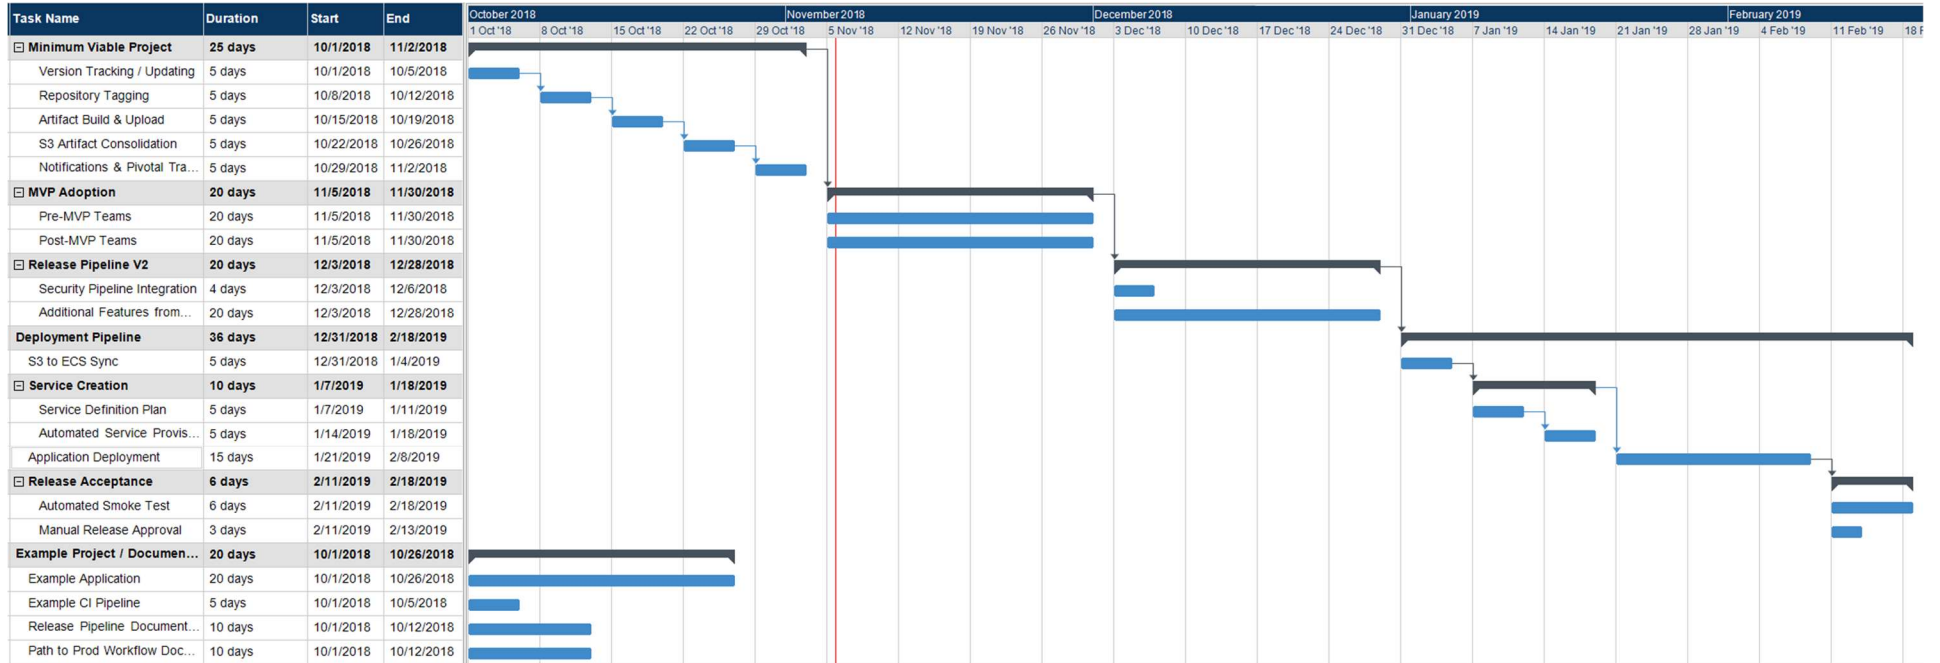 Task Name Duration Start End October 2018 November 2018 December 2018 January 2019 February 2019
1 Oct '18 8 Oct '18 15 Oct '18 22 Oct '18 29 Oct '18 5 Nov '18 12 Nov '18 19 Nov '18 26 Nov '18 3 Dec '18 10 Dec '18 17 Dec '18 24 Dec '18 31 Dec '18 7 Jan '19 14 Jan '19 21 Jan '19 28 Jan '19 4 Feb '19 11 Feb '19 18 F
Minimum Viable Project 25 days 10/1/2018 11/2/2018
Version Tracking / Updating 5 days 10/1/2018 10/5/2018
Repository Tagging 5 days 10/8/2018 10/12/2018
Artifact Build & Upload 5 days 10/15/2018 10/19/2018
S3 Artifact Consolidation 5 days 10/22/2018 10/26/2018
Notifications & Pivotal Tra... 5 days 10/29/2018 11/2/2018
MVP Adoption 20 days 11/5/2018 11/30/2018
Pre-MVP Teams 20 days 11/5/2018 11/30/2018
Post-MVP Teams 20 days 11/5/2018 11/30/2018
Release Pipeline V2 20 days 12/3/2018 12/28/2018
Security Pipeline Integration 4 days 12/3/2018 12/6/2018
Additional Features from... 20 days 12/3/2018 12/28/2018
Deployment Pipeline 36 days 12/31/2018 2/18/2019
S3 to ECS Sync 5 days 12/31/2018 1/4/2019
Service Creation 10 days 1/7/2019 1/18/2019
Service Definition Plan 5 days 1/7/2019 1/11/2019
Automated Service Provis... 5 days 1/14/2019 1/18/2019
Application Deployment 15 days 1/21/2019 2/8/2019
Release Acceptance 6 days 2/11/2019 2/18/2019
Automated Smoke Test 6 days 2/11/2019 2/18/2019
Manual Release Approval 3 days 2/11/2019 2/13/2019
Example Project / Documen... 20 days 10/1/2018 10/26/2018
Example Application 20 days 10/1/2018 10/26/2018
Example CI Pipeline 5 days 10/1/2018 10/5/2018
Release Pipeline Document... 10 days 10/1/2018 10/12/2018
Path to Prod Workflow Doc... 10 days 10/1/2018 10/12/2018